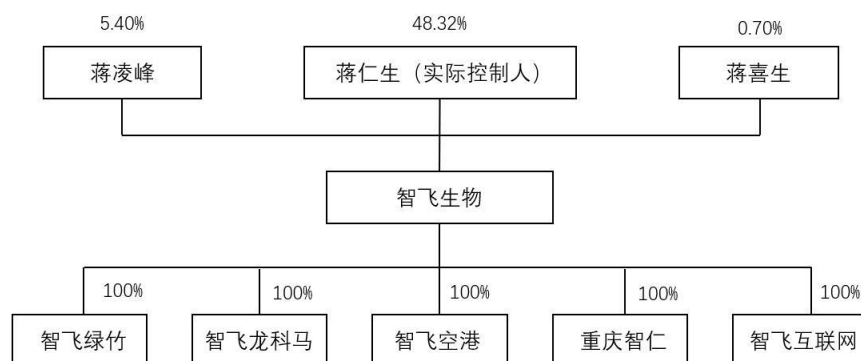 5.40%
48.32%
0.70%
蒋凌峰
蒋仁生（实际控制人）
蒋喜生
智飞生物
100%
100%
100%
100%
100%
智飞绿竹
智飞龙科马
智飞空港
重庆智仁
智飞互联网